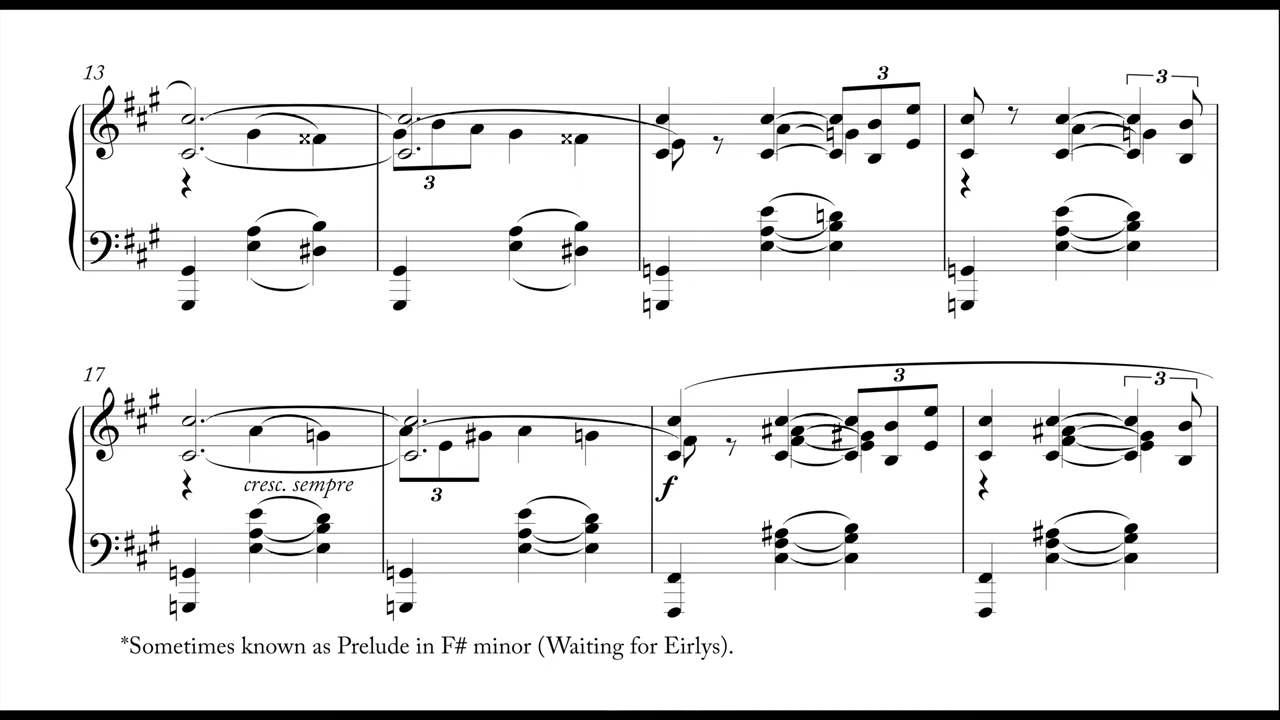 13
3
3
3
17
3
3
cresc. sempre
3
f
*Sometimes known as Prelude in F# minor (Waiting for Eirlys).